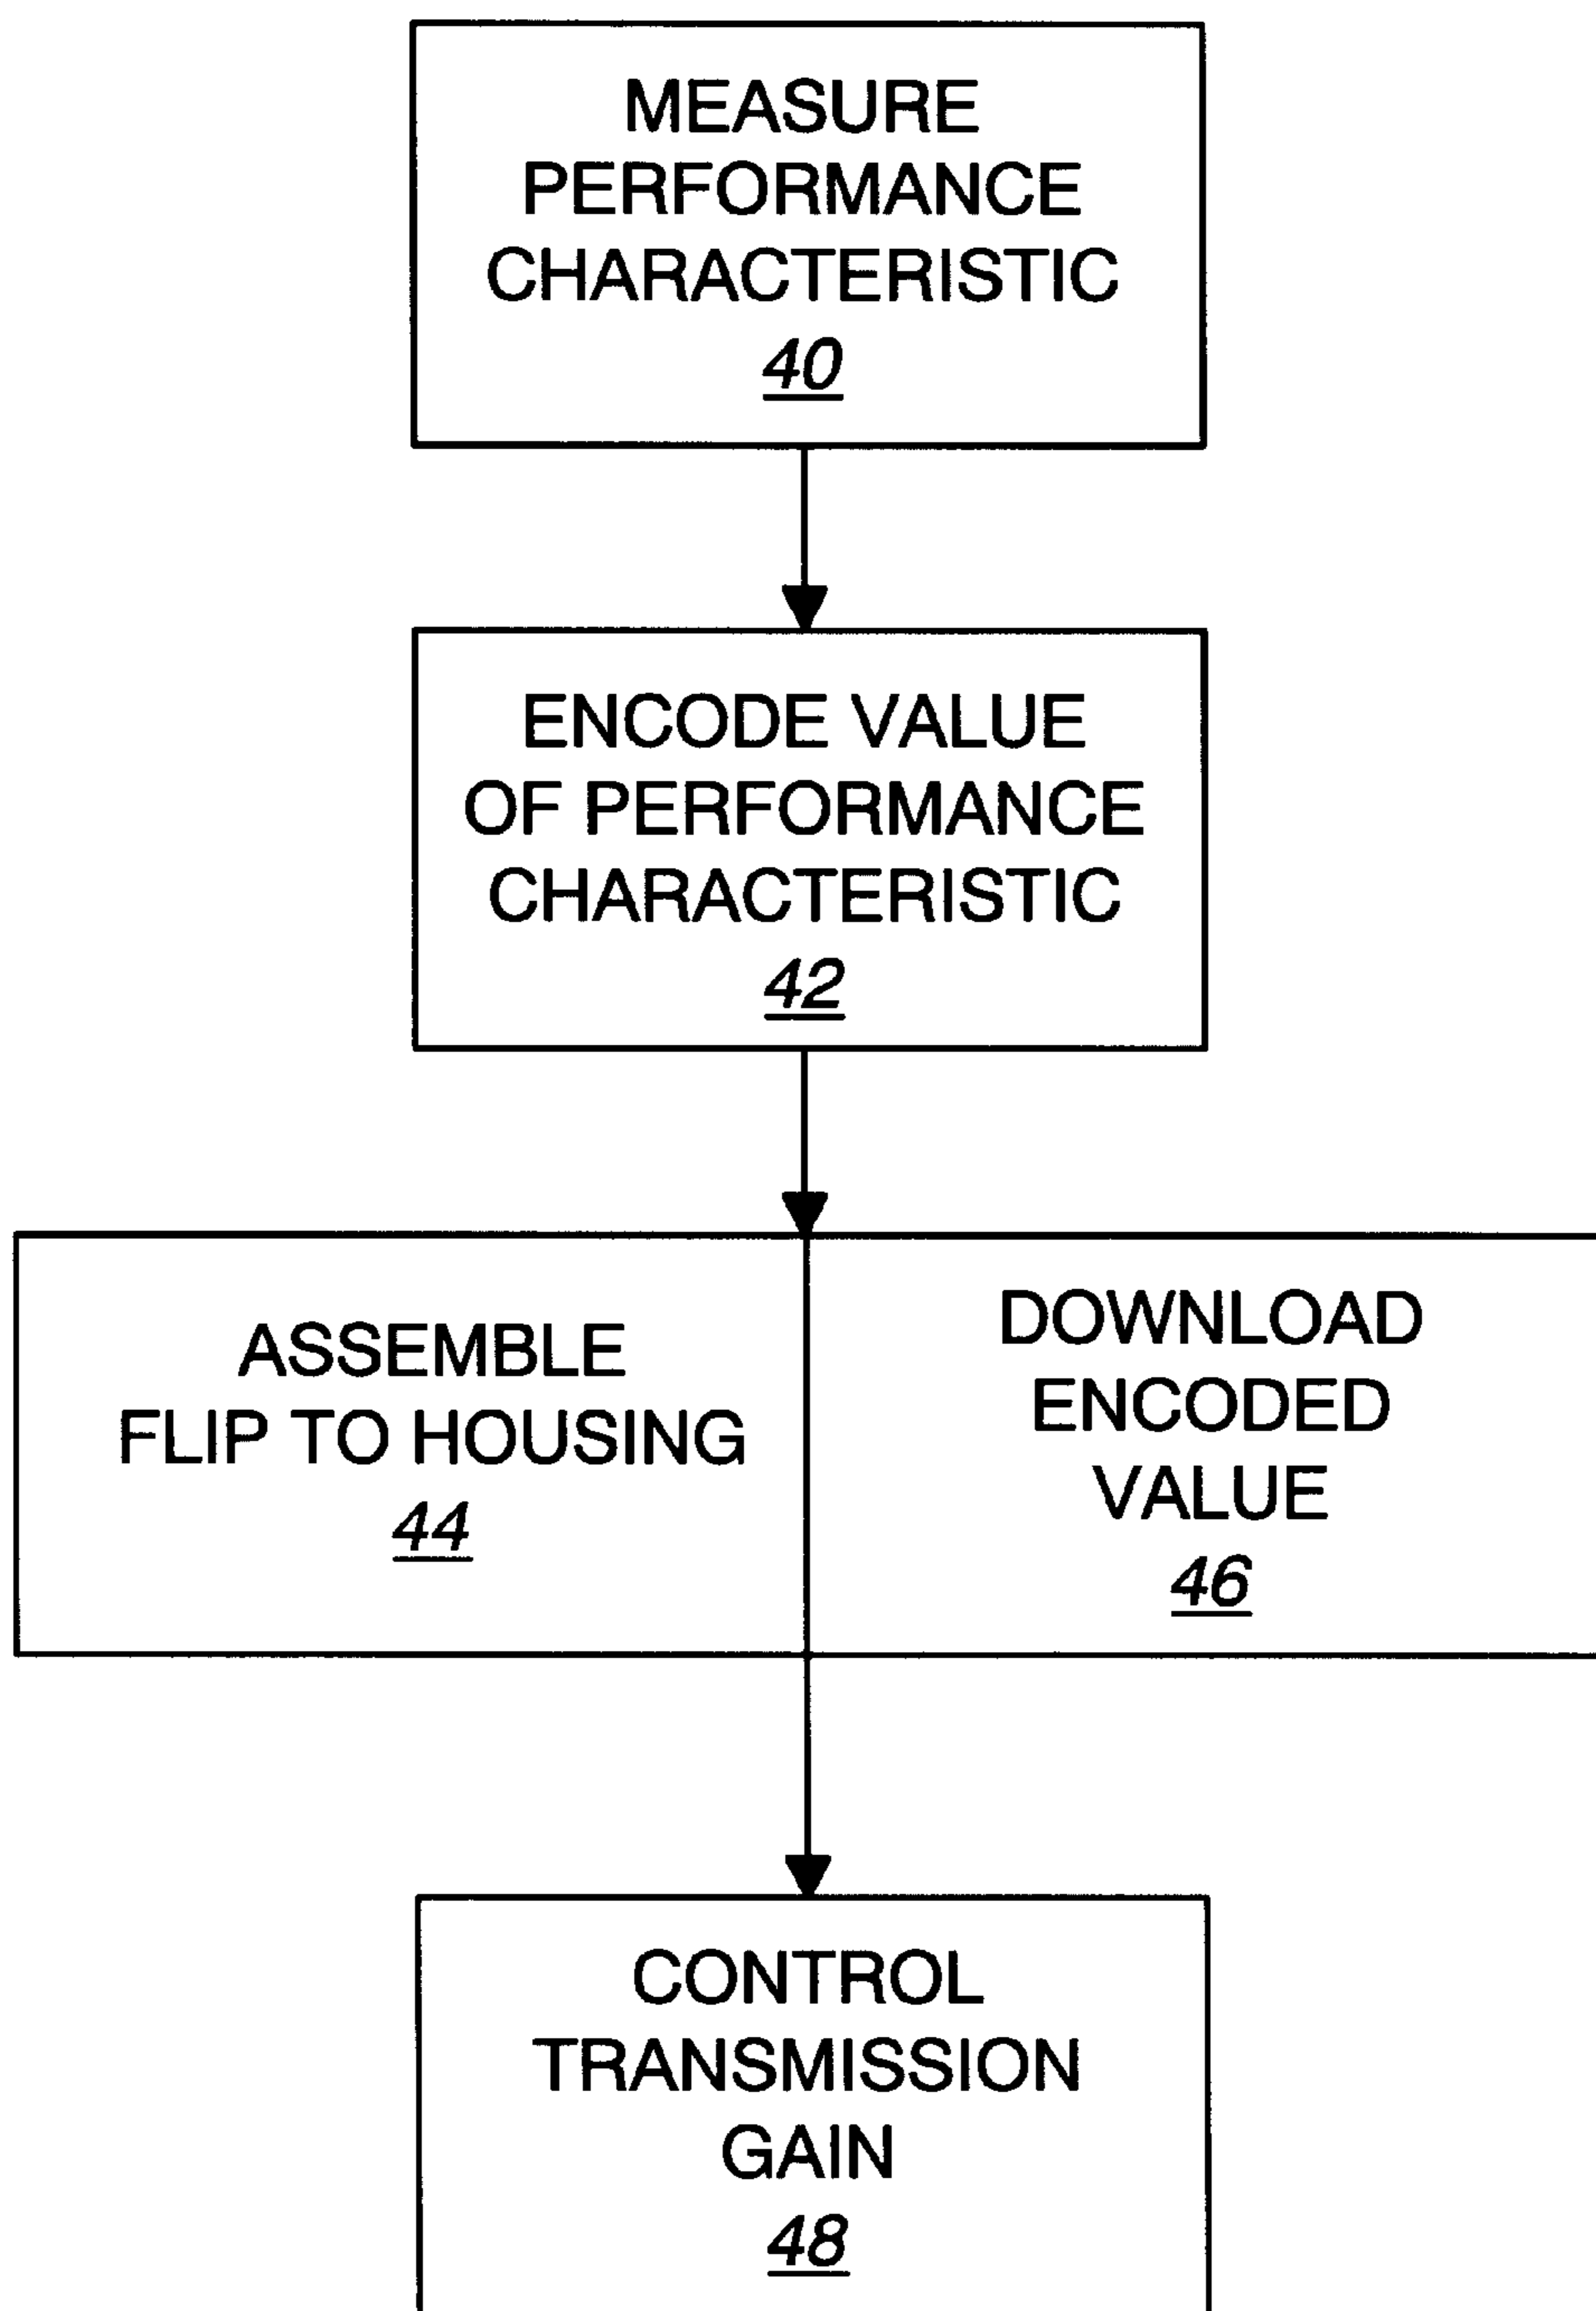 MEASURE
PERFORMANCE
CHARACTERISTIC
40
ENCODE VALUE
OF PERFORMANCE
CHARACTERISTIC
42
ASSEMBLE
FLIP TO HOUSING
44
DOWNLOAD
ENCODED
VALUE
46
CONTROL
TRANSMISSION
GAIN
48